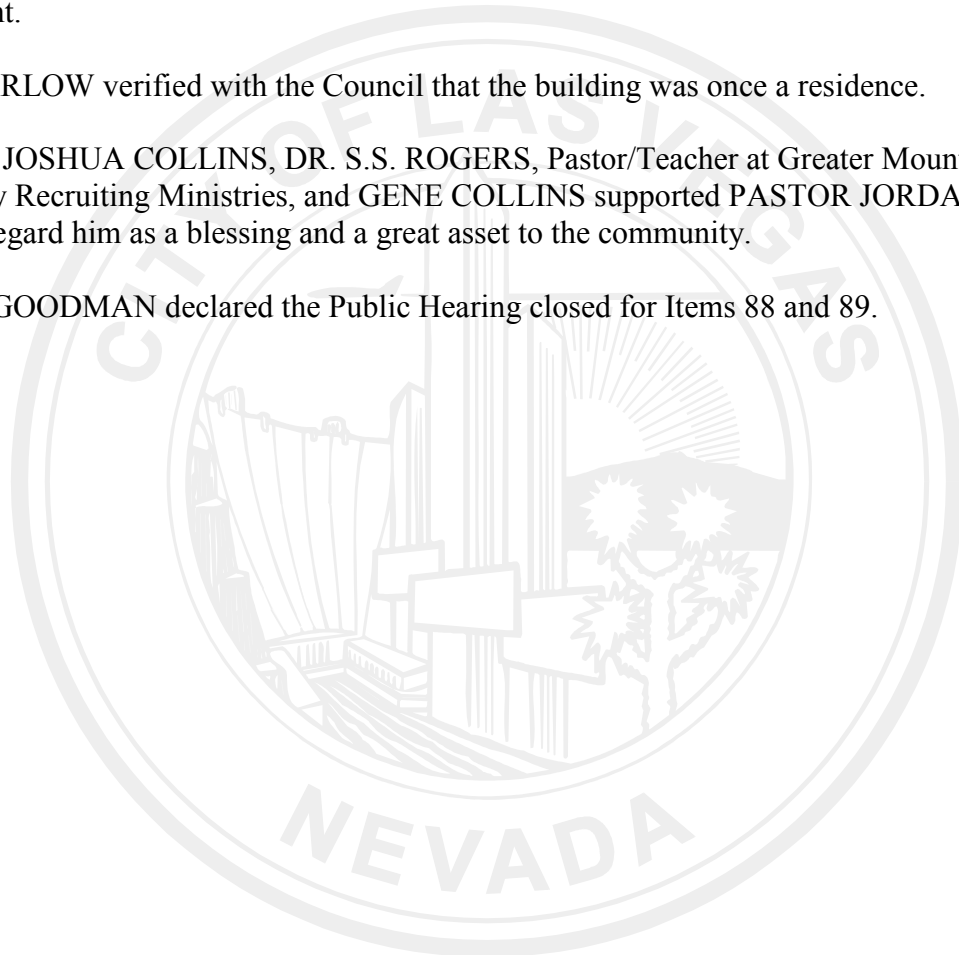 nt.
RLOW verified with the Council that the building was once a residence.
JOSHUA COLLINS, DR. S.S. ROGERS, Pastor/Teacher at Greater Moun
y Recruiting Ministries, and GENE COLLINS supported PASTOR JORDA
egard him as a blessing and a great asset to the community.
GOODMAN declared the Public Hearing closed for Items 88 and 89.
CITY OF LAS VEGAS
NEVADA